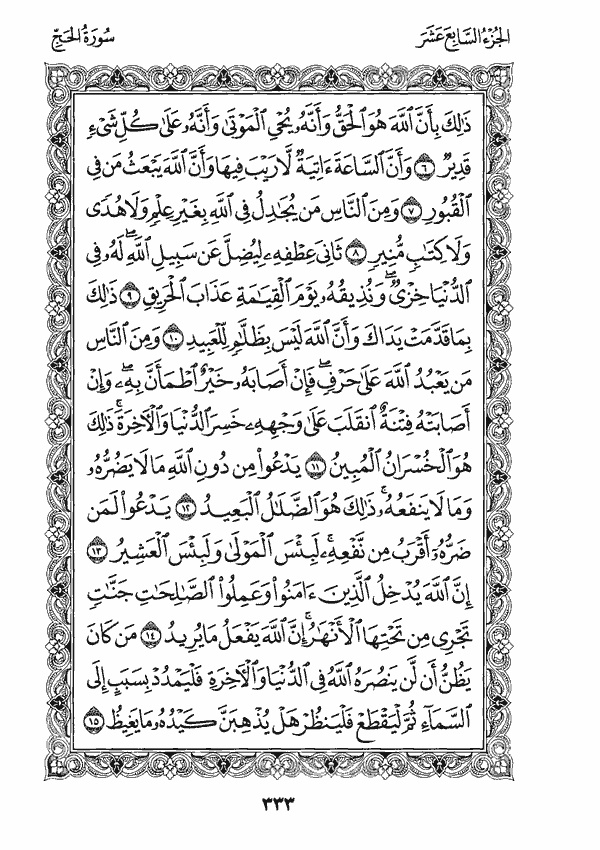 الجزء السابع عشر
سورة الحج
ذَٰلِكَ بِأَنَّ ٱللَّهَ هُوَ ٱلْحَقُّ وَأَنَّهُۥ يُحْىِ ٱلْمَوْتَىٰ وَأَنَّهُۥ عَلَىٰ كُلِّ شَىْءٍ
قَدِيرٌ ٦ وَأَنَّ ٱلسَّاعَةَ ءَاتِيَةٌ لَّا رَيْبَ فِيهَا وَأَنَّ ٱللَّهَ يَبْعَثُ مَن فِى
ٱلْقُبُورِ ٧ وَمِنَ ٱلنَّاسِ مَن يُجَٰدِلُ فِى ٱللَّهِ بِغَيْرِ عِلْمٍ وَلَا هُدًى
وَلَا كِتَٰبٍ مُّنِيرٍ ٨ ثَانِىَ عِطْفِهِۦ لِيُضِلَّ عَن سَبِيلِ ٱللَّهِ ۖ لَهُۥ فِى
ٱلدُّنْيَا خِزْىٌ ۖ وَنُذِيقُهُۥ يَوْمَ ٱلْقِيَٰمَةِ عَذَابَ ٱلْحَرِيقِ ٩ ذَٰلِكَ
بِمَا قَدَّمَتْ يَدَاكَ وَأَنَّ ٱللَّهَ لَيْسَ بِظَلَّٰمٍ لِّلْعَبِيدِ ١٠ وَمِنَ ٱلنَّاسِ
مَن يَعْبُدُ ٱللَّهَ عَلَىٰ حَرْفٍ ۖ فَإِنْ أَصَابَهُۥ خَيْرٌ ٱطْمَأَنَّ بِهِۦ ۖ وَإِنْ
أَصَابَتْهُ فِتْنَةٌ ٱنقَلَبَ عَلَىٰ وَجْهِهِۦ خَسِرَ ٱلدُّنْيَا وَٱلْءَاخِرَةَ ۚ ذَٰلِكَ
هُوَ ٱلْخُسْرَانُ ٱلْمُبِينُ ١١ يَدْعُوا۟ مِن دُونِ ٱللَّهِ مَا لَا يَضُرُّهُۥ
وَمَا لَا يَنفَعُهُۥ ۚ ذَٰلِكَ هُوَ ٱلضَّلَٰلُ ٱلْبَعِيدُ ١٢ يَدْعُوا۟ لَمَن
ضَرُّهُۥٓ أَقْرَبُ مِن نَّفْعِهِۦ ۚ لَبِئْسَ ٱلْمَوْلَىٰ وَلَبِئْسَ ٱلْعَشِيرُ ١٣
إِنَّ ٱللَّهَ يُدْخِلُ ٱلَّذِينَ ءَامَنُوا۟ وَعَمِلُوا۟ ٱلصَّٰلِحَٰتِ جَنَّٰتٍ
تَجْرِى مِن تَحْتِهَا ٱلْأَنْهَٰرُ ۚ إِنَّ ٱللَّهَ يَفْعَلُ مَا يُرِيدُ ١٤ مَن كَانَ
يَظُنُّ أَن لَّن يَنصُرَهُ ٱللَّهُ فِى ٱلدُّنْيَا وَٱلْءَاخِرَةِ فَلْيَمْدُدْ بِسَبَبٍ إِلَى
ٱلسَّمَآءِ ثُمَّ لْيَقْطَعْ فَلْيَنظُرْ هَلْ يُذْهِبَنَّ كَيْدُهُۥ مَا يَغِيظُ ١٥
٣٣٣